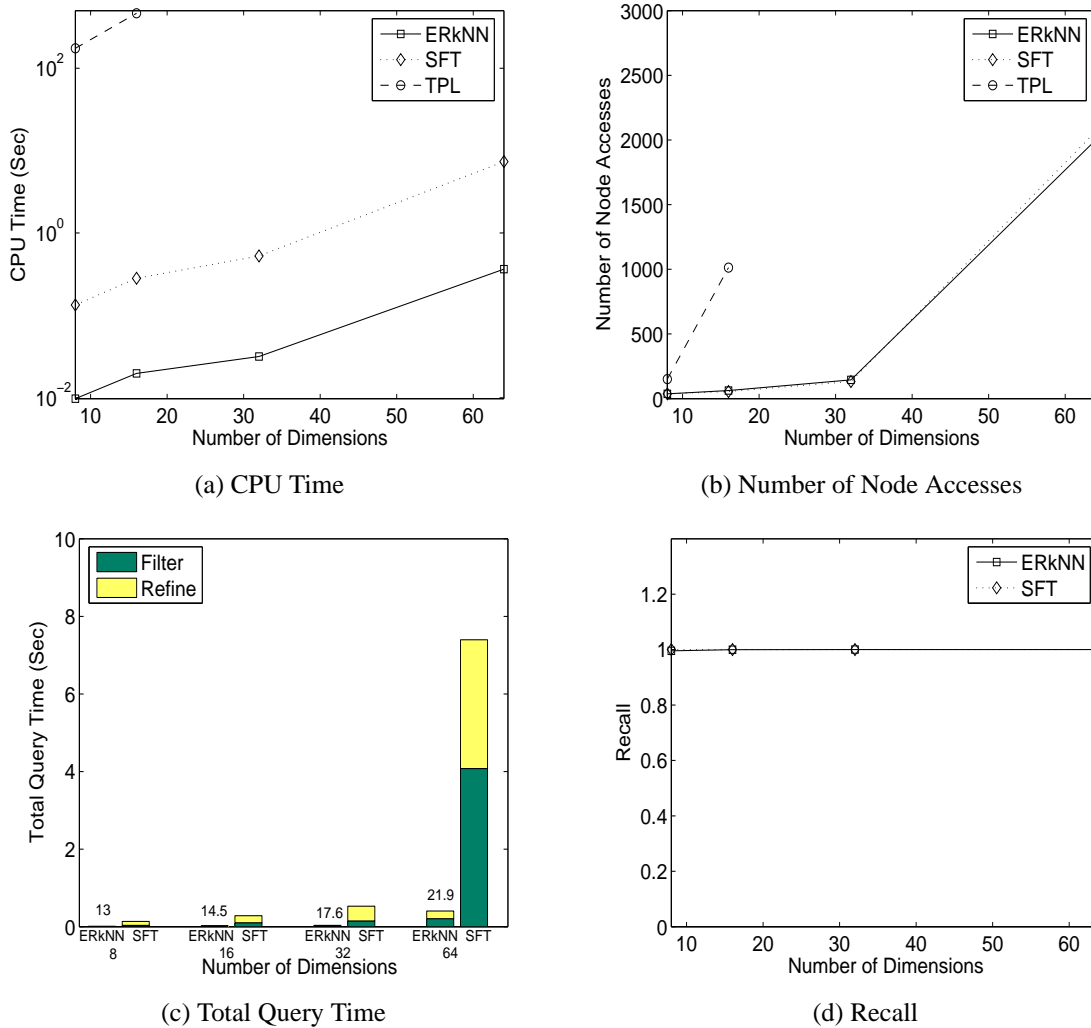 ERkNN
SFT
TPL
10^2
10^0
10^-2
CPU Time (Sec)
10 20 30 40 50 60
Number of Dimensions
(a) CPU Time
ERkNN
SFT
TPL
3000
2500
2000
1500
1000
500
0
Number of Node Accesses
10 20 30 40 50 60
Number of Dimensions
(b) Number of Node Accesses
Filter
Refine
10
8
6
4
2
0
Total Query Time (Sec)
13 14.5 17.6 21.9
ERkNN SFT ERkNN SFT ERkNN SFT ERkNN SFT
8 16 32 64
Number of Dimensions
(c) Total Query Time
ERkNN
SFT
1.2
1
0.8
0.6
0.4
0.2
0
Recall
10 20 30 40 50 60
Number of Dimensions
(d) Recall